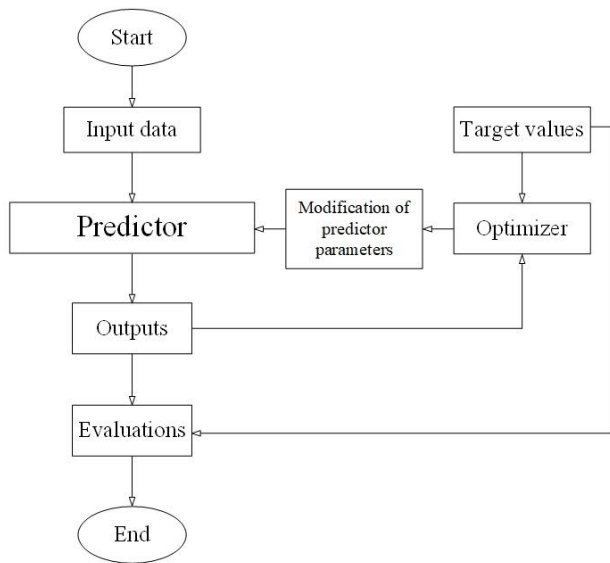 Start
Input data
Target values
Predictor
Modification of
predictor
parameters
Optimizer
Outputs
Evaluations
End